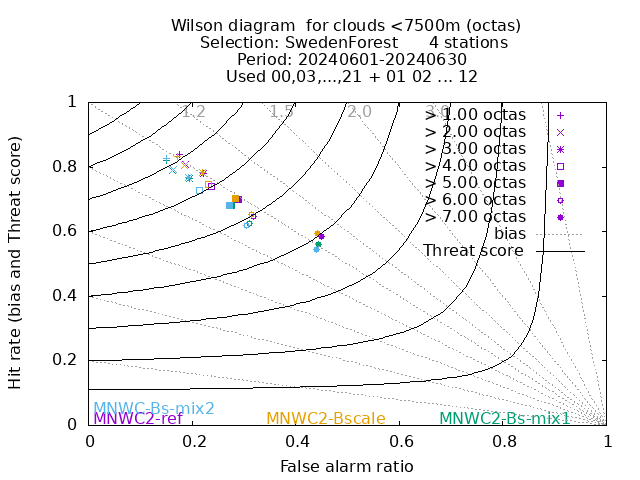 Wilson diagram for clouds <7500m (octas)
Selection: SwedenForest 4 stations
Period: 20240601-20240630
Used 00,03,...,21 + 01 02 ... 12
Hit rate (bias and Threat score)
1
0.8
0.6
0.4
0.2
0
1.2
1.5
2.0
3.0
> 1.00 octas
> 2.00 octas
> 3.00 octas
> 4.00 octas
> 5.00 octas
> 6.00 octas
> 7.00 octas
bias
Threat score
MNWC-Bs-mix2
MNWC2-ref MNWC2-Bscale MNWC2-Bs-mix1
0 0.2 0.4 0.6 0.8 1
False alarm ratio